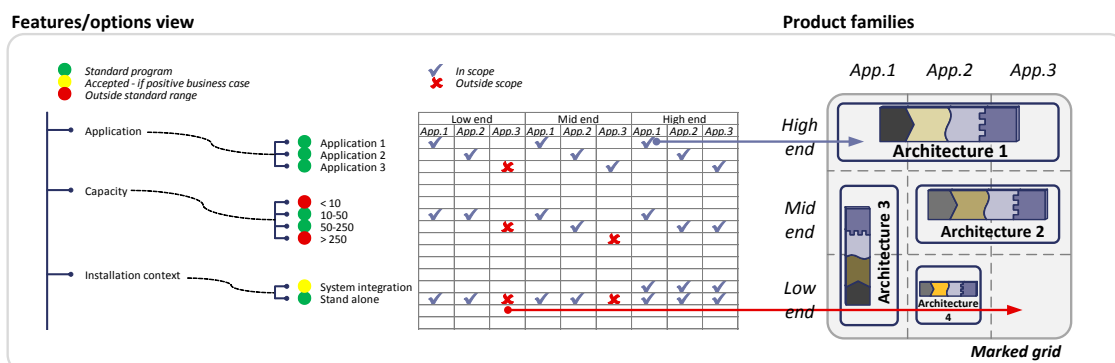 Features/options view
Product families
Standard program
Accepted - if positive business case
Outside standard range
In scope
Outside scope
App.1 App.2 App.3
Low end Mid end High end
App.1 App.2 App.3 App.1 App.2 App.3 App.1 App.2 App.3
Application
Application 1
Application 2
Application 3
Capacity
< 10
10-50
50-250
> 250
Installation context
System integration
Stand alone
High
end
Architecture 1
Mid
end
Architecture 3
Architecture 2
Low
end
Architecture
4
Marked grid